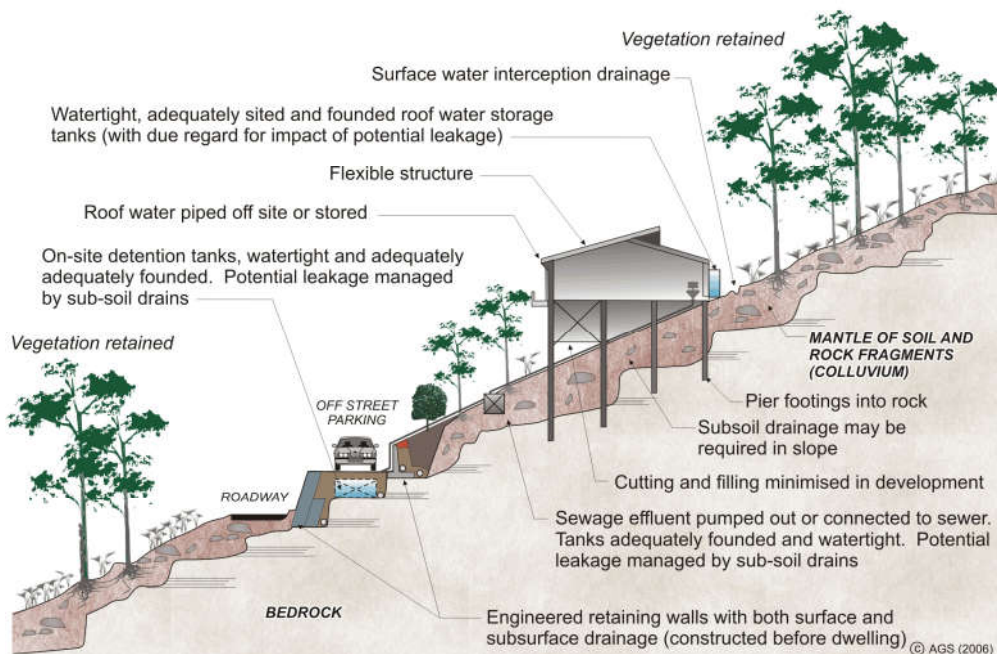 Vegetation retained
Surface water interception drainage
Watertight, adequately sited and founded roof water storage
tanks (with due regard for impact of potential leakage)
Flexible structure
Roof water piped off site or stored
On-site detention tanks, watertight and adequately
adequately founded.  Potential leakage managed
by sub-soil drains
Vegetation retained
MANTLE OF SOIL AND
ROCK FRAGMENTS
(COLLUVIUM)
Pier footings into rock
OFF STREET
PARKING
Subsoil drainage may be
required in slope
Cutting and filling minimised in development
ROADWAY
Sewage effluent pumped out or connected to sewer.
Tanks adequately founded and watertight.  Potential
leakage managed by sub-soil drains
BEDROCK
Engineered retaining walls with both surface and
subsurface drainage (constructed before dwelling)
© AGS (2006)